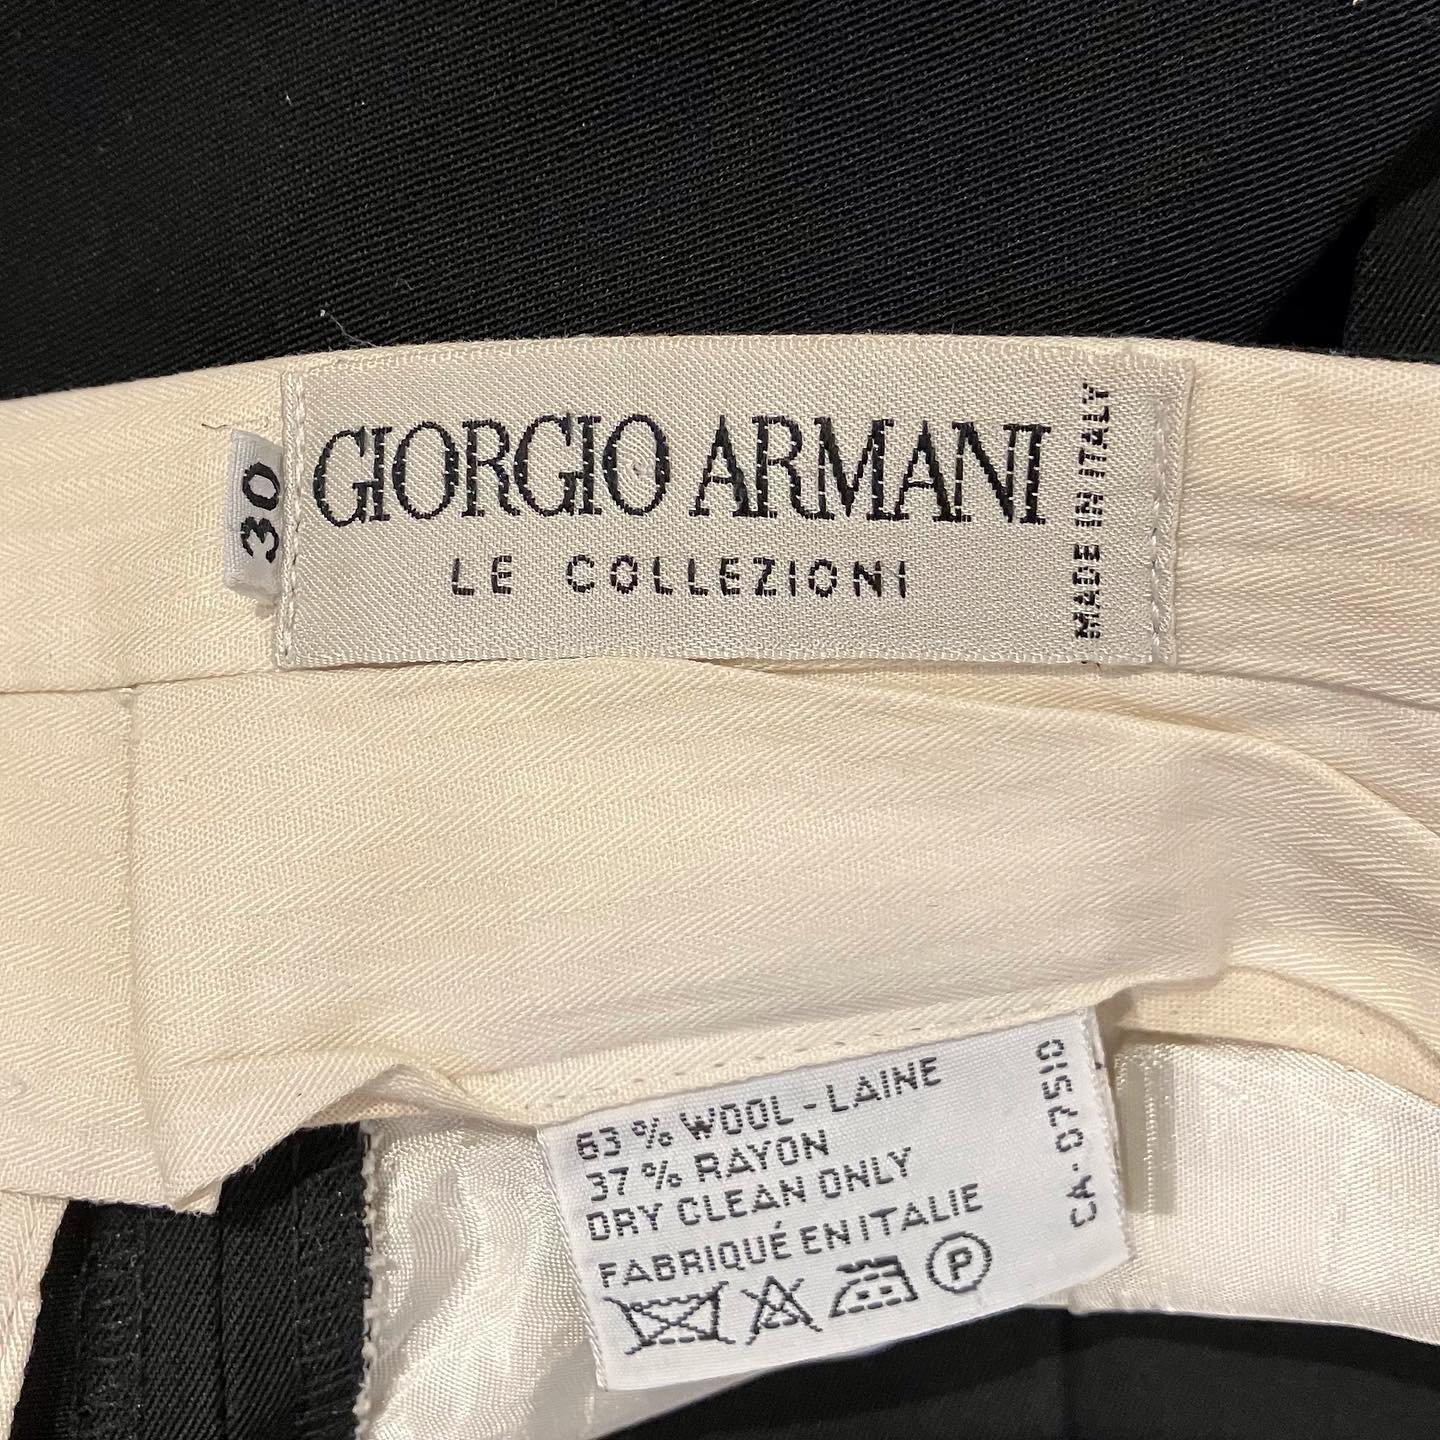 30
GIORGIO ARMANI
LE COLLEZIONI
MADE IN ITALY
63 % WOOL - LAINE
37 % RAYON
DRY CLEAN ONLY
FABRIQUÉ EN ITALIE
P
CA-07510